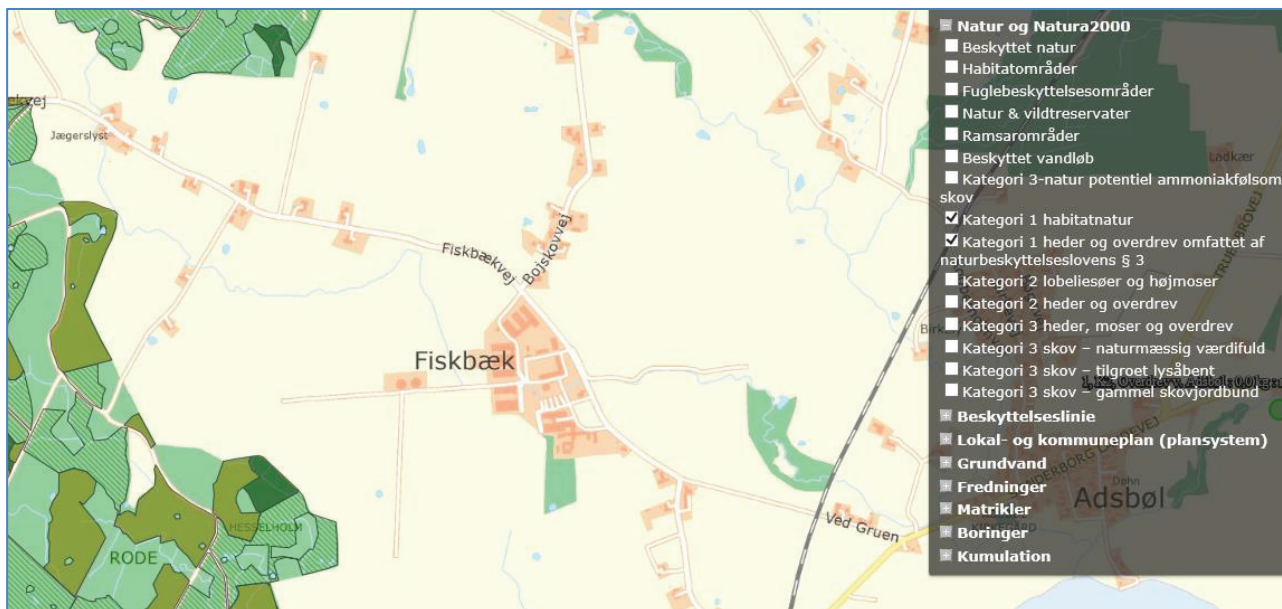 ekvej
Jægerslyst
Fiskbækvej
Bojskovvej
Fiskbæk
Ved Gruen
HESSELHOLM
RODE
Natur og Natura2000
Beskyttet natur
Habitatområder
Fuglebeskyttelsesområder
Natur & vildtreservater
Ramsarområder
Beskyttet vandløb
Kategori 3-natur potentiel ammoniakfølsom
skov
Kategori 1 habitatnatur
Kategori 1 heder og overdrev omfattet af
naturbeskyttelseslovens § 3
Kategori 2 lobeliesøer og højmoser
Kategori 2 heder og overdrev
Kategori 3 heder, moser og overdrev
Kategori 3 skov – naturmæssig værdifuld
Kategori 3 skov – tilgroet lysåbent
Kategori 3 skov – gammel skovjordbund
Beskyttelseslinie
Lokal- og kommuneplan (plansystem)
Grundvand
Fredninger
Matrikler
Boringer
Kumulation
Ladkær
Adsbøl